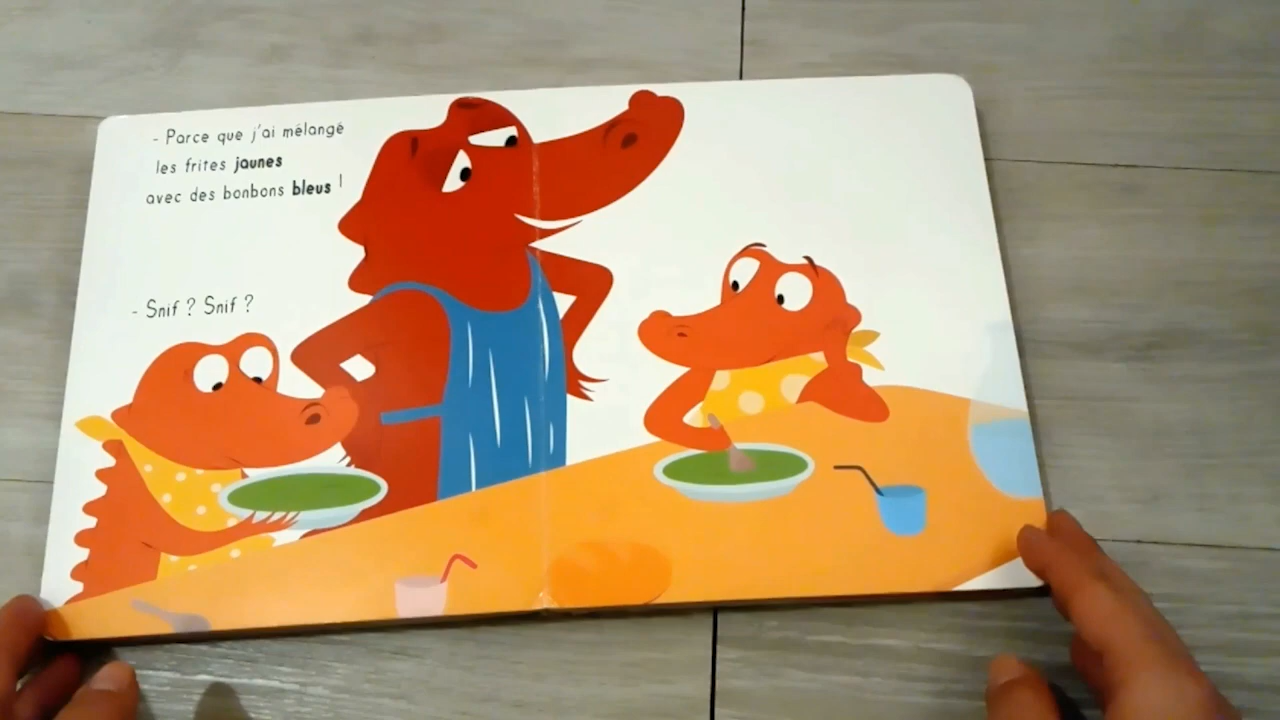 - Parce que j'ai mélangé
les frites jaunes
avec des bonbons bleus !
- Snif ? Snif ?